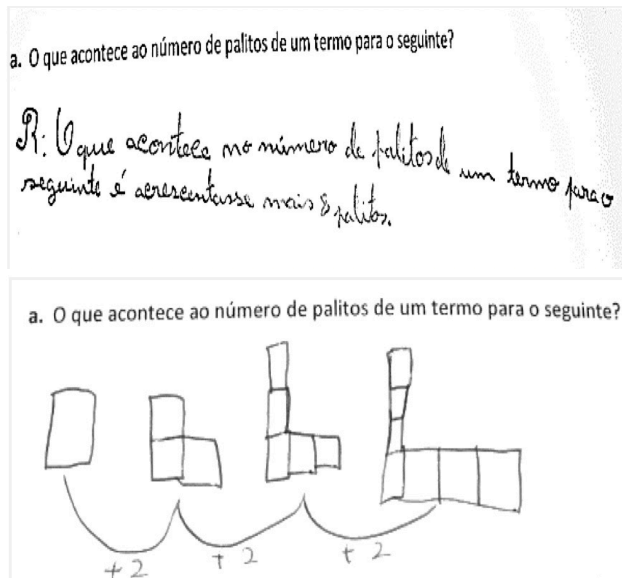 a. O que acontece ao número de palitos de um termo para o seguinte?
R: O que acontece no número de palitos de um termo para o
seguinte é acrescentasse mais 8 palitos.
a. O que acontece ao número de palitos de um termo para o seguinte?
+ 2 + 2 + 2